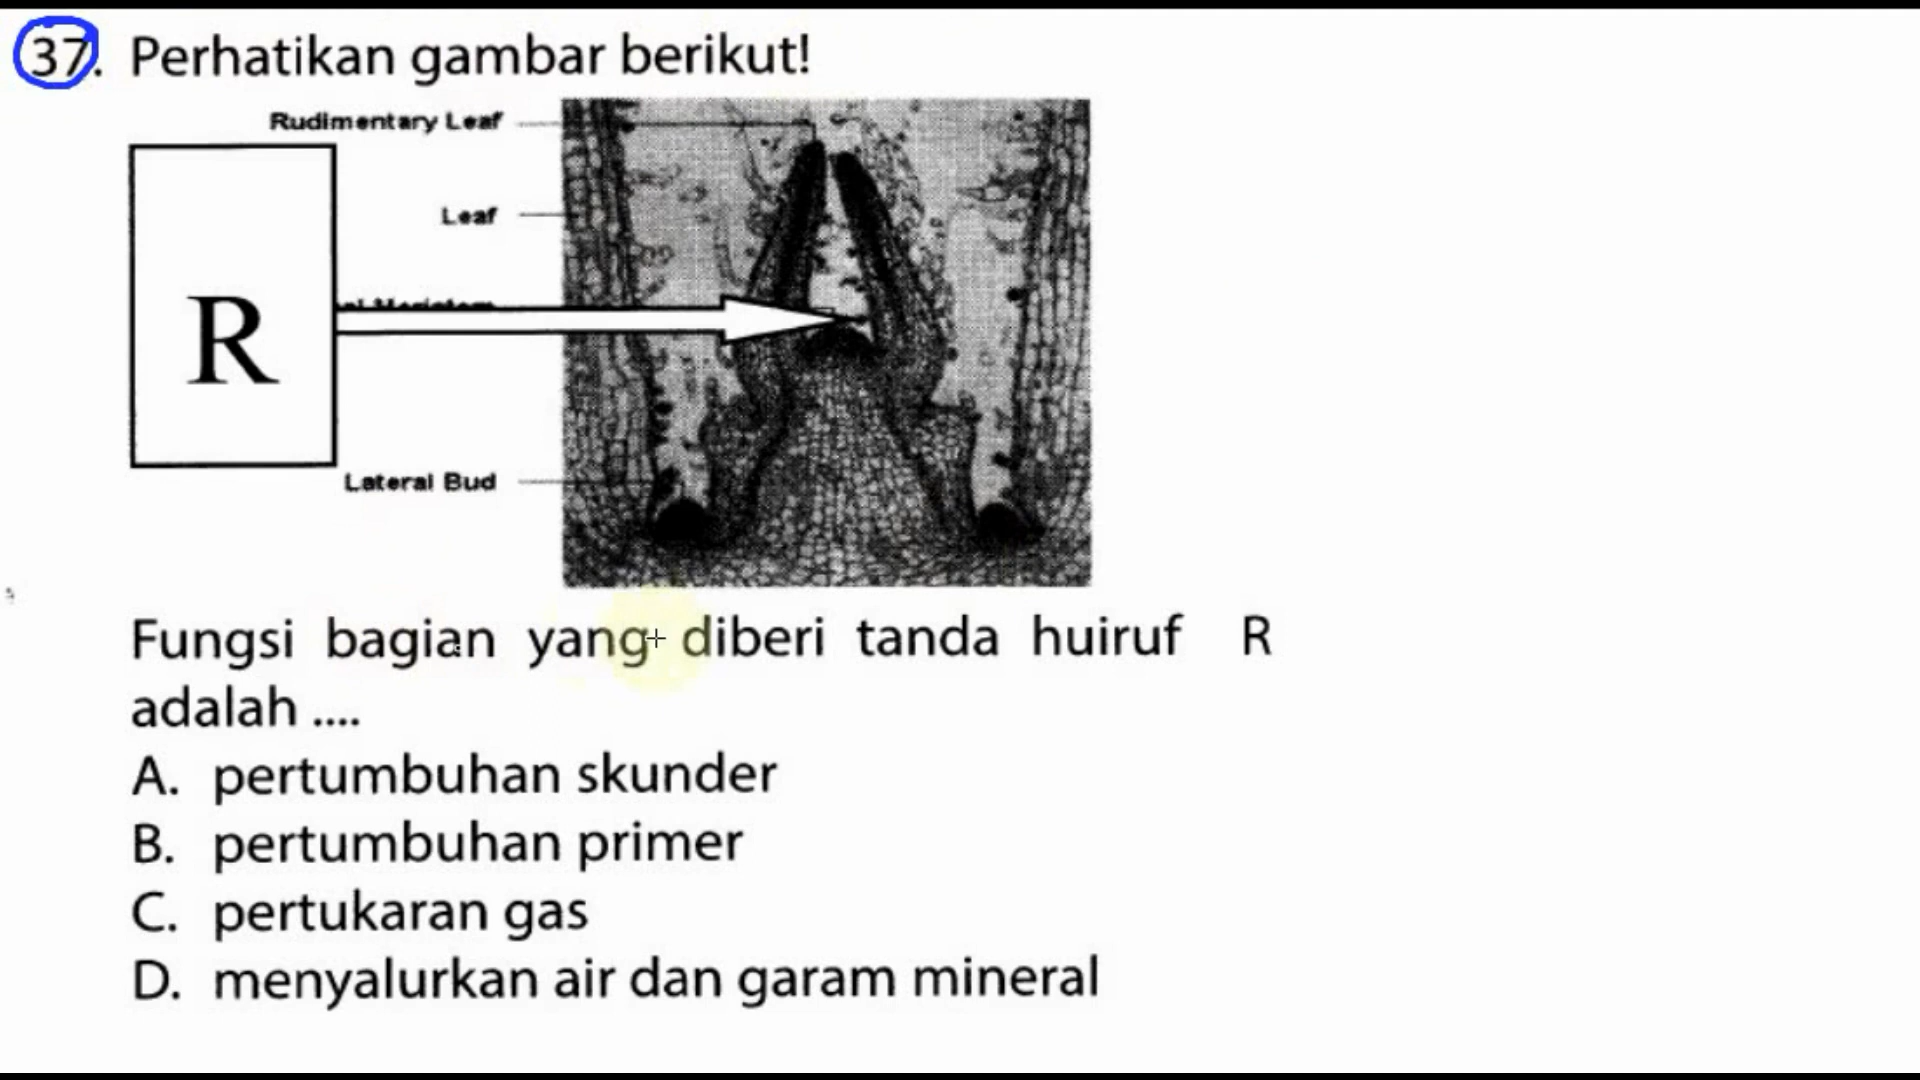 37. Perhatikan gambar berikut!
Rudimentary Leaf
Leaf
R
Lateral Bud
Fungsi bagian yang diberi tanda huiruf R
adalah ....
A. pertumbuhan skunder
B. pertumbuhan primer
C. pertukaran gas
D. menyalurkan air dan garam mineral